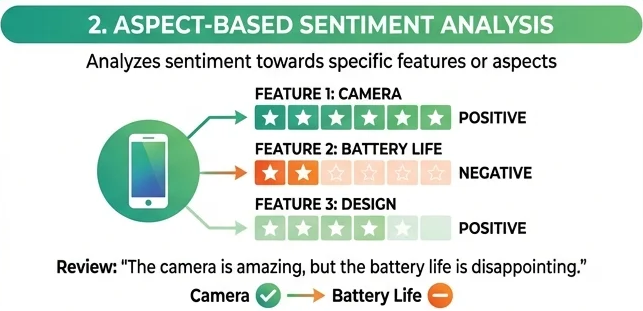 2. ASPECT-BASED SENTIMENT ANALYSIS
Analyzes sentiment towards specific features or aspects
FEATURE 1: CAMERA
POSITIVE
FEATURE 2: BATTERY LIFE
NEGATIVE
FEATURE 3: DESIGN
POSITIVE
Review: “The camera is amazing, but the battery life is disappointing.”
Camera Battery Life